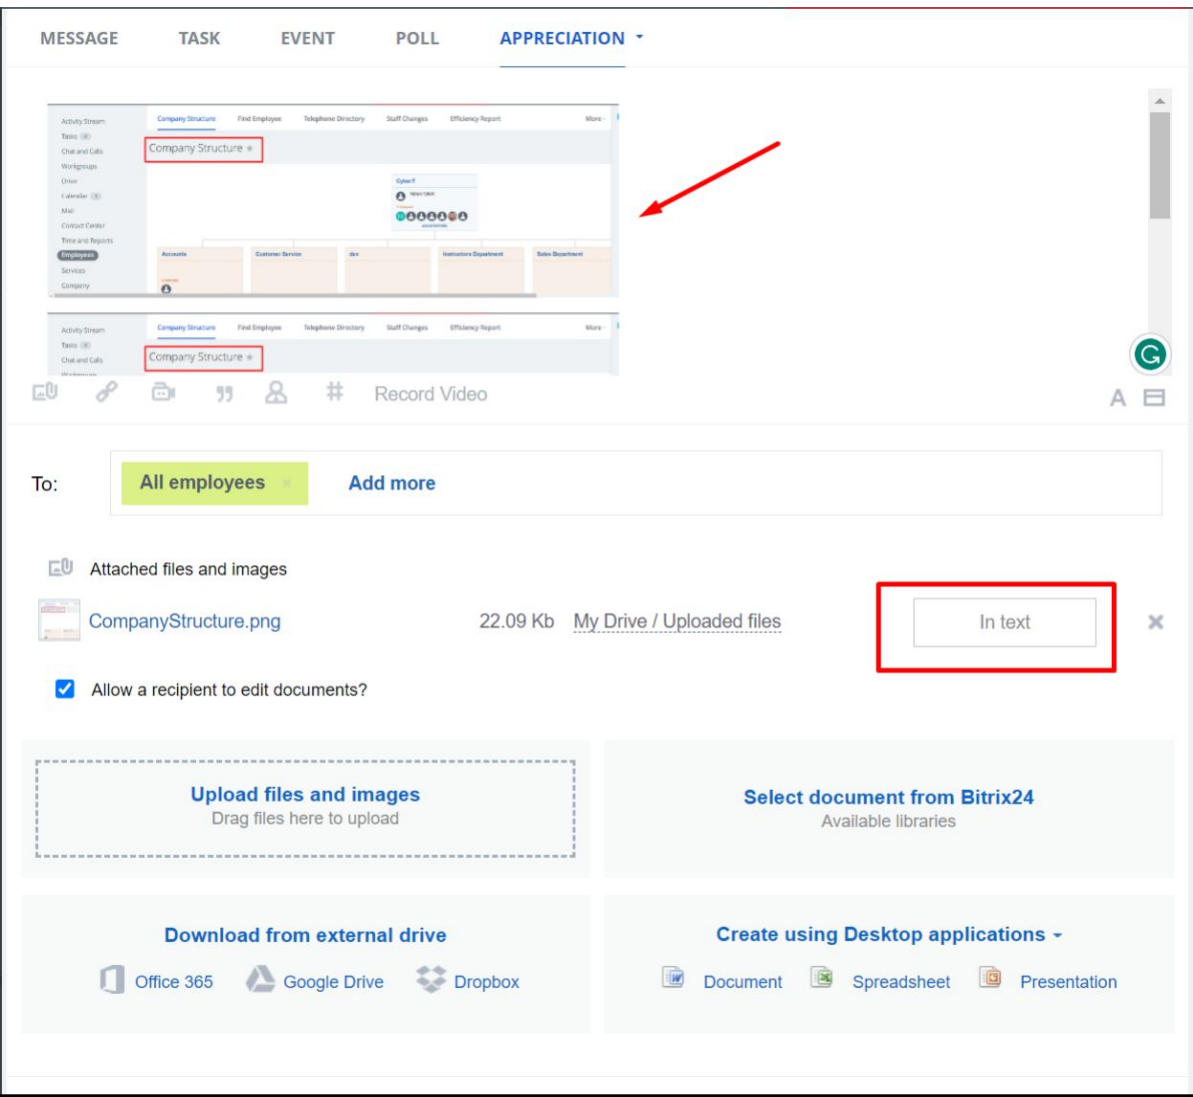 MESSAGE TASK EVENT POLL APPRECIATION
Activity Stream Company Structure Find Employee Telephone Directory Staff Changes Efficiency Report More
Tasks
Chat and Calls Company Structure
Workgroups
Drive
Calendar
Mail
Contact Center
Time and Reports
Employees
Services
Company
Accounts Customer Service dev Instructors Department Sales Department
Activity Stream Company Structure Find Employee Telephone Directory Staff Changes Efficiency Report More
Tasks
Chat and Calls Company Structure
Record Video A
To: All employees × Add more
Attached files and images
CompanyStructure.png 22.09 Kb My Drive / Uploaded files In text
Allow a recipient to edit documents?
Upload files and images
Drag files here to upload
Select document from Bitrix24
Available libraries
Download from external drive
Office 365 Google Drive Dropbox
Create using Desktop applications
Document Spreadsheet Presentation